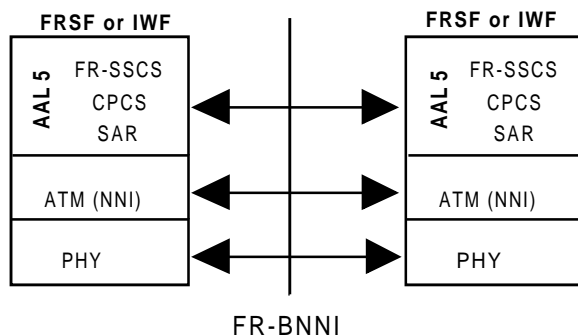 FRSF or IWF
AAL 5
FR-SSCS
CPCS
SAR
ATM (NNI)
PHY
FRSF or IWF
AAL 5
FR-SSCS
CPCS
SAR
ATM (NNI)
PHY
FR-BNNI